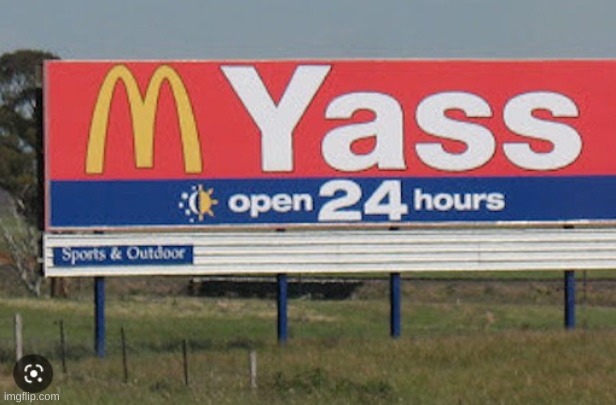 M Yass
open 24 hours
Sports & Outdoor
imgflip.com